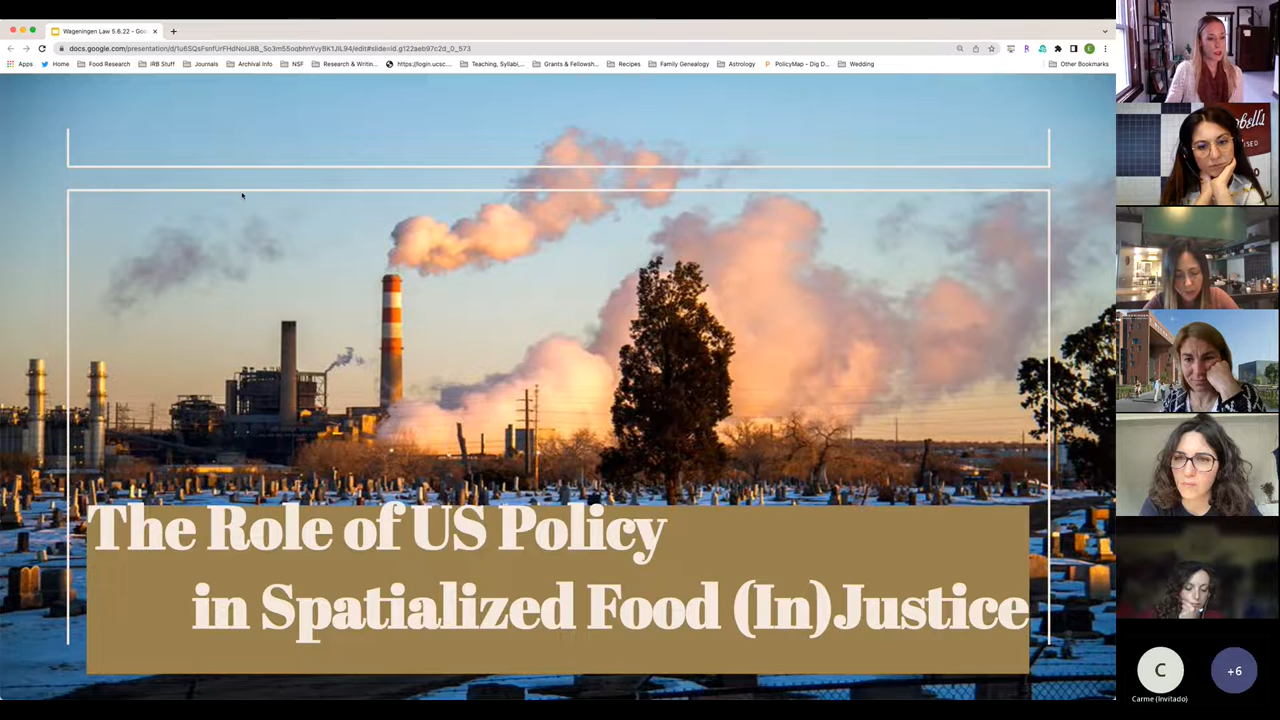 Wageningen Law 5.6.22 - Goo
docs.google.com/presentation/d/1u6SQsFsnfUrFHdNoiJ8B_So3m55oqbhnYvyBK1JlL94/edit#slide=id.g122aeb97c2d_0_573
Apps Home Food Research IRB Stuff Journals Archival Info NSF Research & Writin... https://login.ucsc.... Teaching, Syllabi,... Grants & Fellowsh... Recipes Family Genealogy Astrology PolicyMap - Dig D... Wedding Other Bookmarks
The Role of US Policy
in Spatialized Food (In)Justice
C
+6
Carme (Invitado)